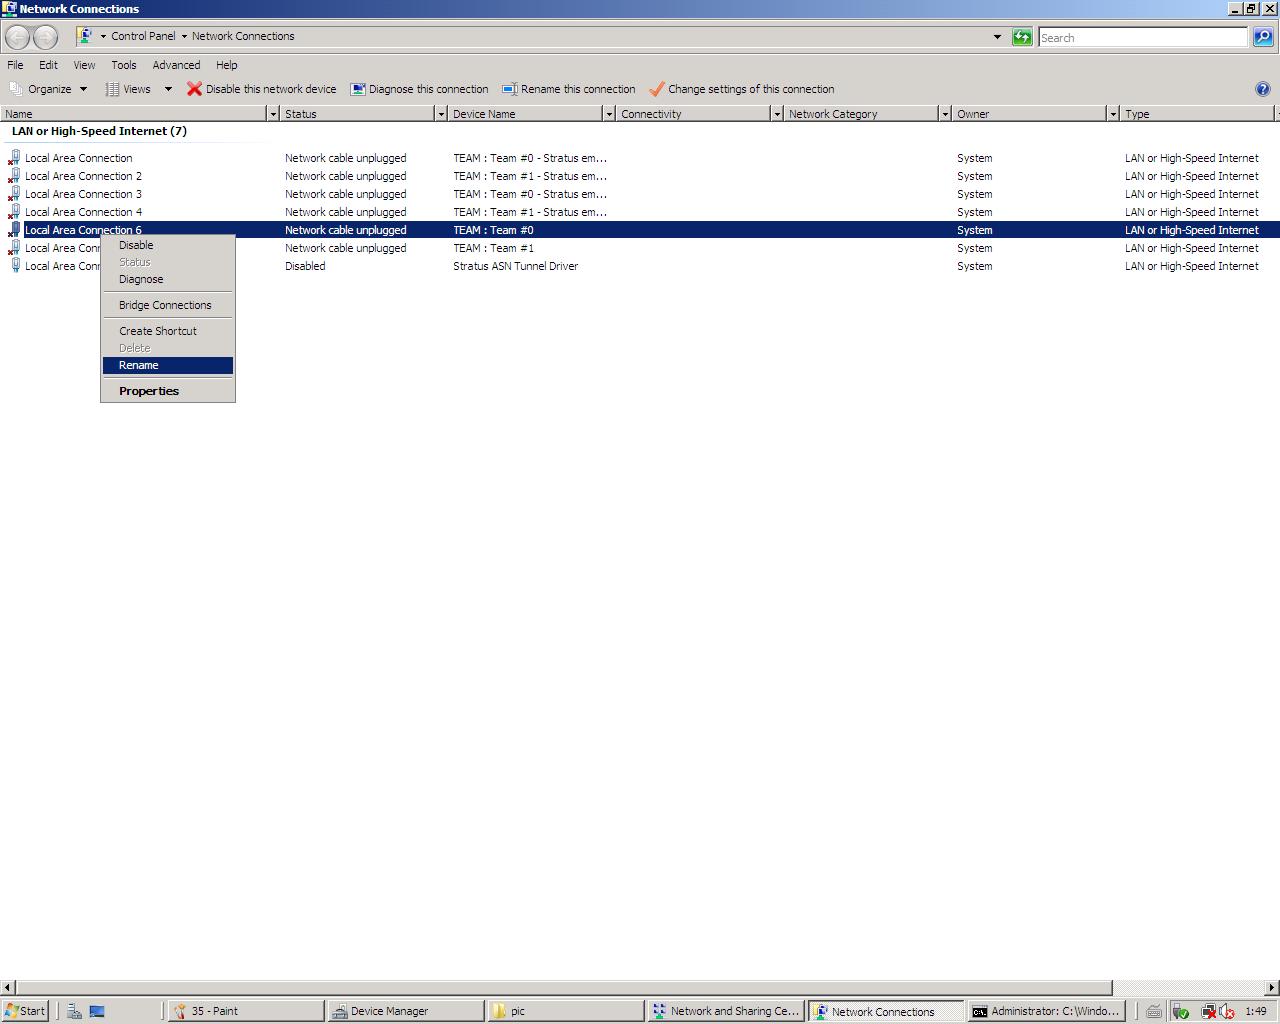 Network Connections
Control Panel Network Connections
Search
File Edit View Tools Advanced Help
Organize Views Disable this network device Diagnose this connection Rename this connection Change settings of this connection
Name Status Device Name Connectivity Network Category Owner Type
LAN or High-Speed Internet (7)
Local Area Connection Network cable unplugged TEAM : Team #0 - Stratus em... System LAN or High-Speed Internet
Local Area Connection 2 Network cable unplugged TEAM : Team #1 - Stratus em... System LAN or High-Speed Internet
Local Area Connection 3 Network cable unplugged TEAM : Team #0 - Stratus em... System LAN or High-Speed Internet
Local Area Connection 4 Network cable unplugged TEAM : Team #1 - Stratus em... System LAN or High-Speed Internet
Local Area Connection 6 Network cable unplugged TEAM : Team #0 System LAN or High-Speed Internet
Local Area Conn Network cable unplugged TEAM : Team #1 System LAN or High-Speed Internet
Local Area Conn Disabled Stratus ASN Tunnel Driver System LAN or High-Speed Internet
Disable
Status
Diagnose
Bridge Connections
Create Shortcut
Delete
Rename
Properties
Start 35 - Paint Device Manager pic Network and Sharing Ce... Network Connections Administrator: C:\Windo... 1:49